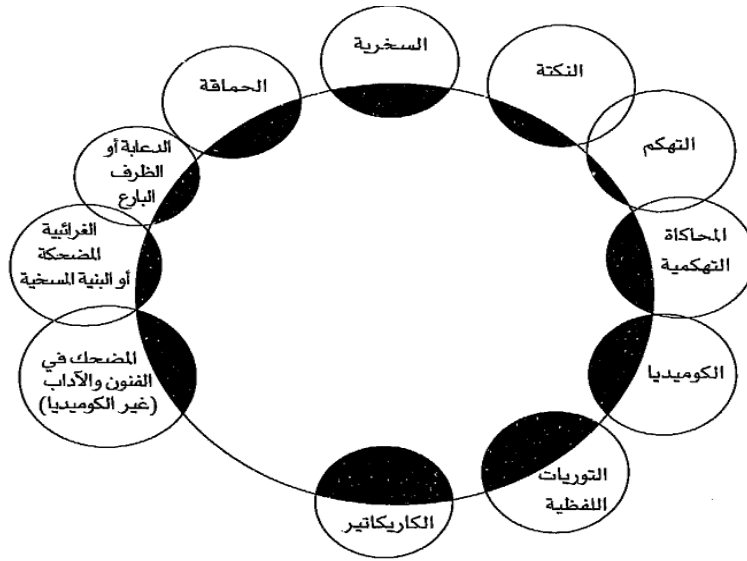 السخرية
النكتة
التهكم
المحاكاة
التهكمية
الكوميديا
التوريات
اللفظية
الكاريكاتير
المضحك في
الفنون والآداب
(غير الكوميديا)
الغرائبية
المضحكة
أو البنية المسخية
الدعابة أو
الظرف
البارع
الحماقة